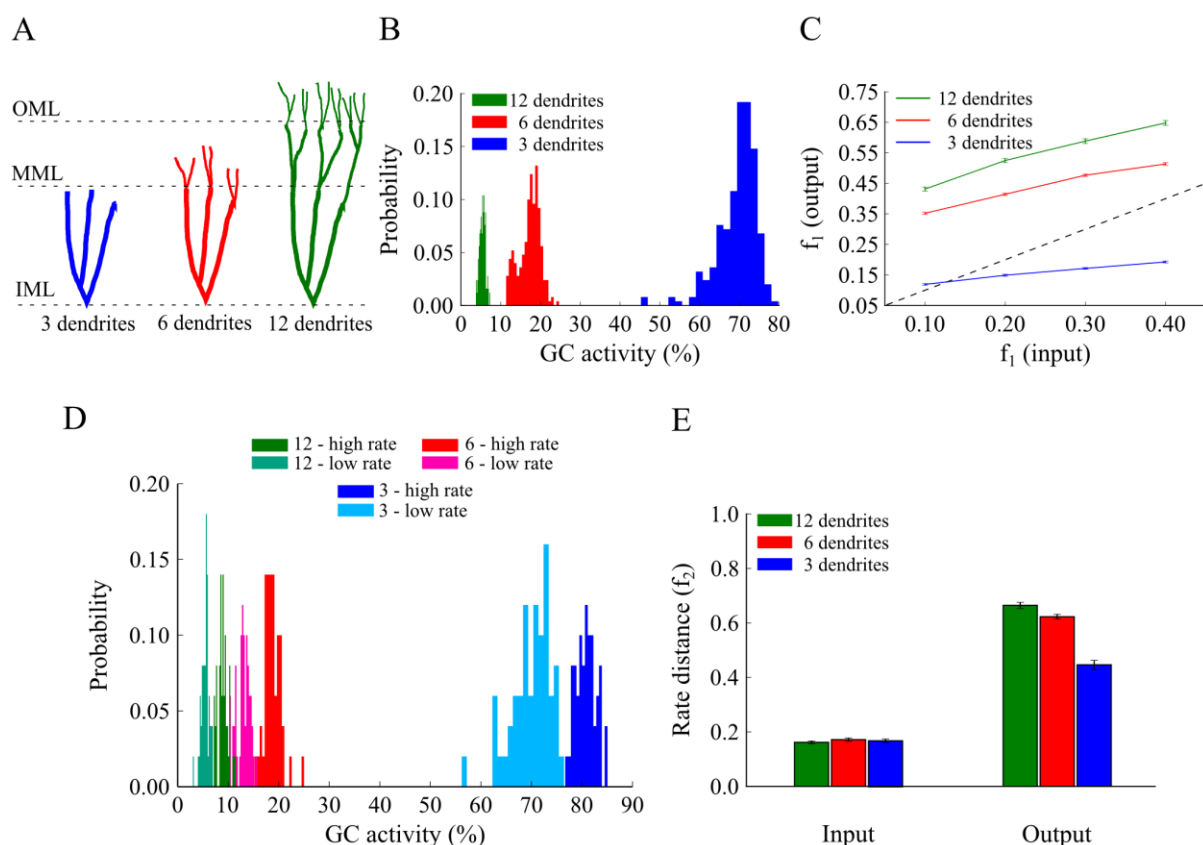 A
OML
MML
IML
3 dendrites 6 dendrites 12 dendrites
B
12 dendrites
6 dendrites
3 dendrites
Probability
0.20
0.15
0.10
0.05
0.00
0 10 20 30 40 50 60 70 80
GC activity (%)
C
12 dendrites
6 dendrites
3 dendrites
f1 (output)
0.75
0.65
0.55
0.45
0.35
0.25
0.15
0.05
0.10 0.20 0.30 0.40
f1 (input)
D
12 - high rate 6 - high rate
12 - low rate 6 - low rate
3 - high rate
3 - low rate
Probability
0.20
0.15
0.10
0.05
0.00
0 10 20 30 40 50 60 70 80 90
GC activity (%)
E
12 dendrites
6 dendrites
3 dendrites
Rate distance (f2)
1.0
0.8
0.6
0.4
0.2
0.0
Input Output